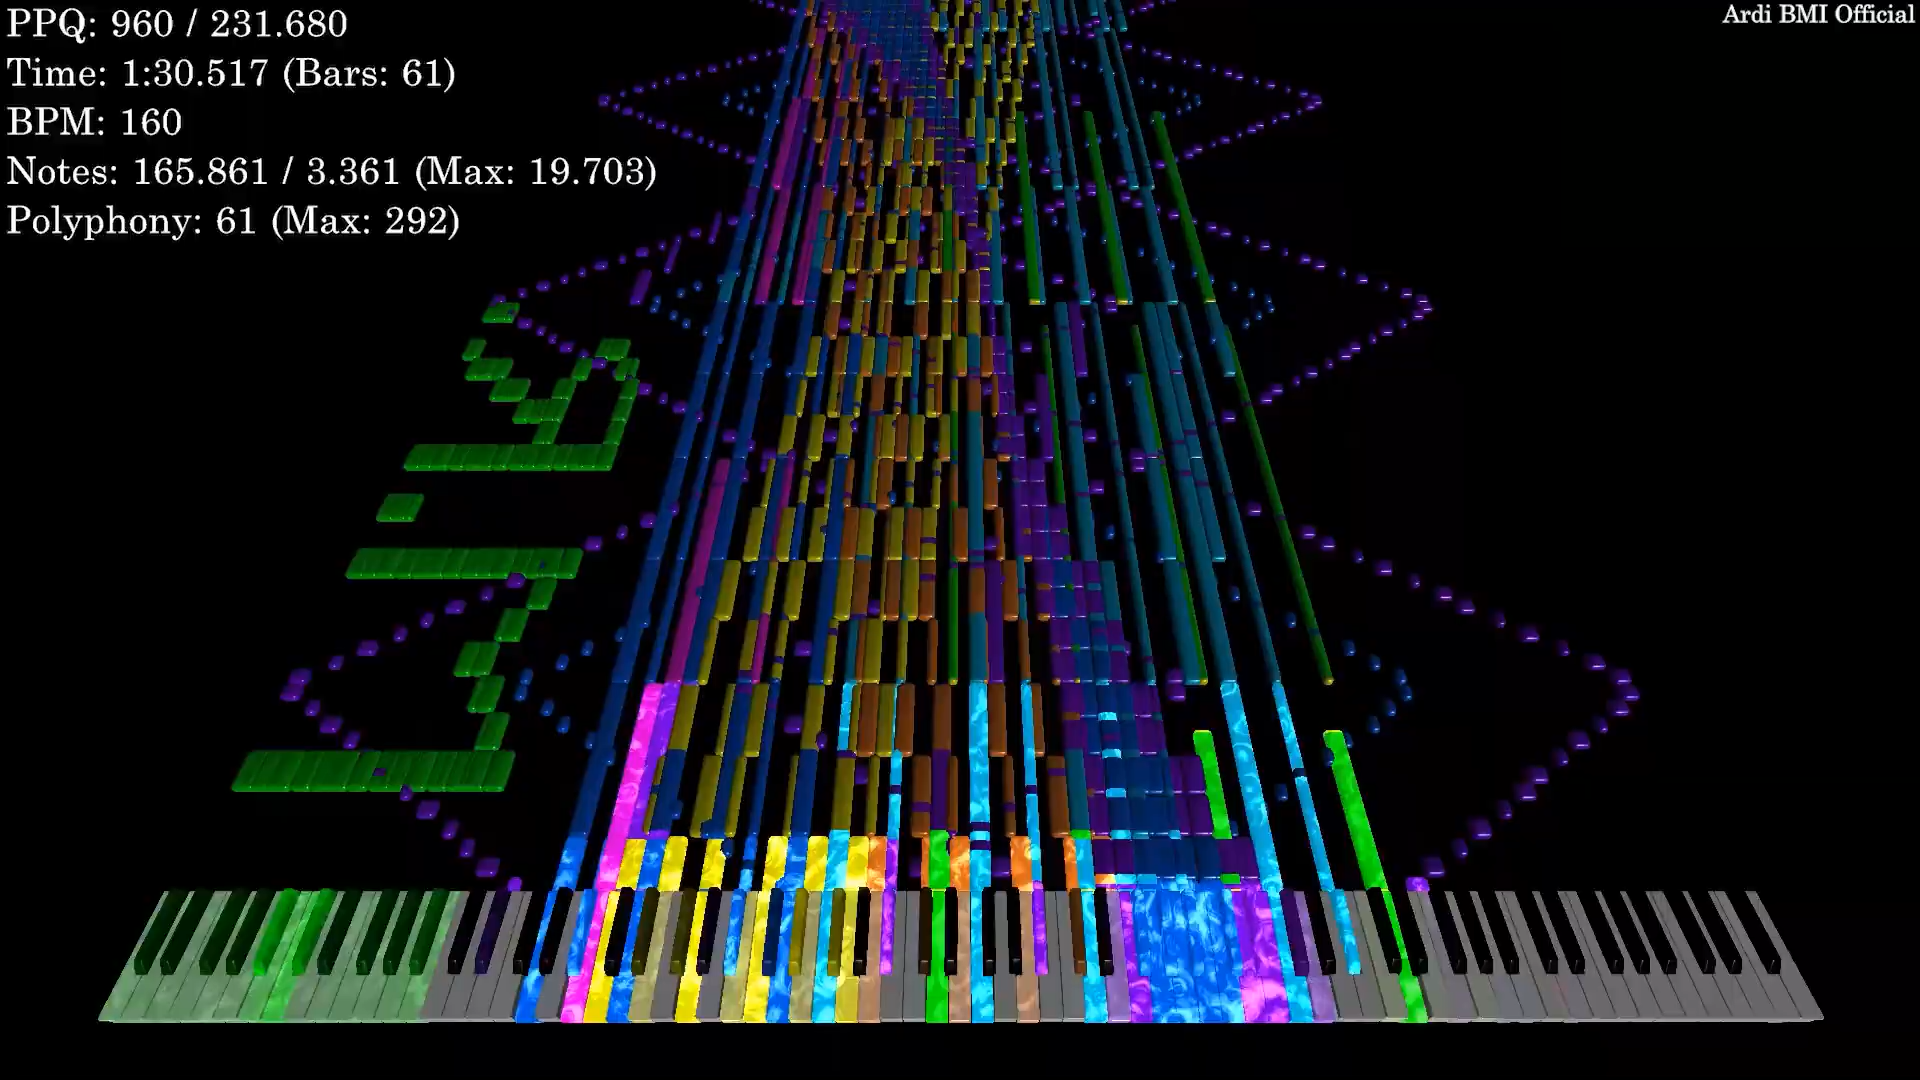 PPQ: 960 / 231.680
Ardi BMI Official
Time: 1:30.517 (Bars: 61)
BPM: 160
Notes: 165.861 / 3.361 (Max: 19.703)
Polyphony: 61 (Max: 292)